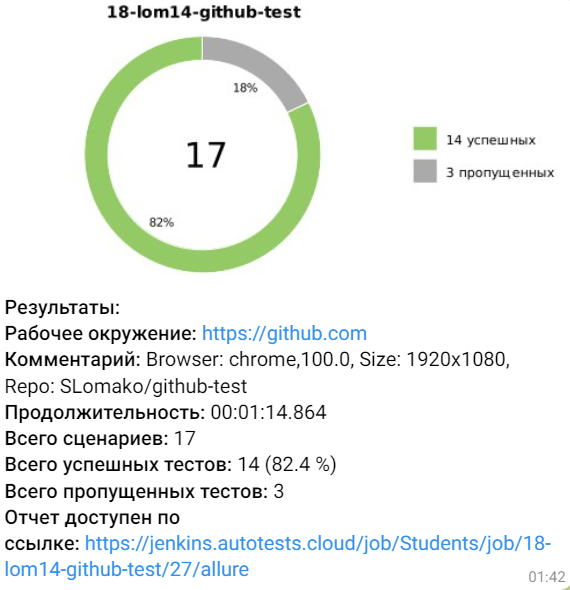 18-lom14-github-test
18%
17
82%
14 успешных
3 пропущенных
Результаты:
Рабочее окружение: https://github.com
Комментарий: Browser: chrome,100.0, Size: 1920x1080,
Repo: SLomako/github-test
Продолжительность: 00:01:14.864
Всего сценариев: 17
Всего успешных тестов: 14 (82.4 %)
Всего пропущенных тестов: 3
Отчет доступен по
ссылке: https://jenkins.autotests.cloud/job/Students/job/18-
lom14-github-test/27/allure
01:42